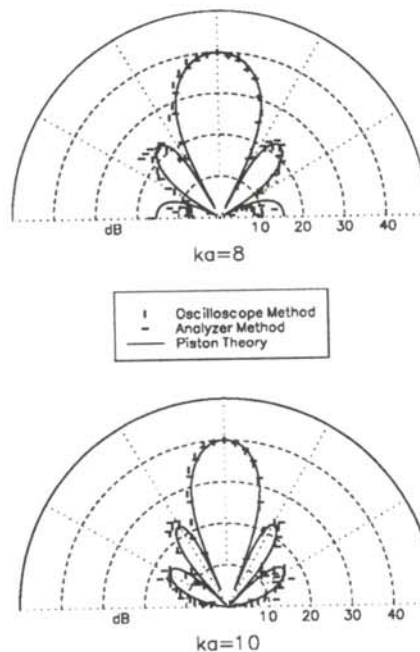 dB 10 20 30 40
ka=8
Oscilloscope Method
Analyzer Method
Piston Theory
dB 10 20 30 40
ka=10